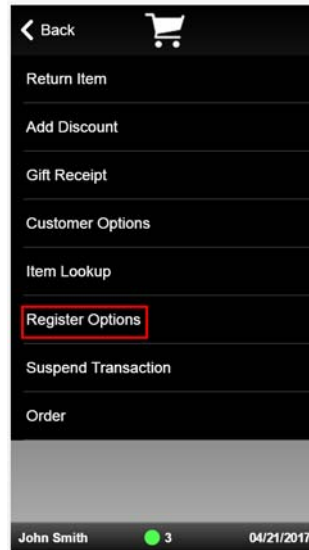 Back
Return Item
Add Discount
Gift Receipt
Customer Options
Item Lookup
Register Options
Suspend Transaction
Order
John Smith 3 04/21/2017